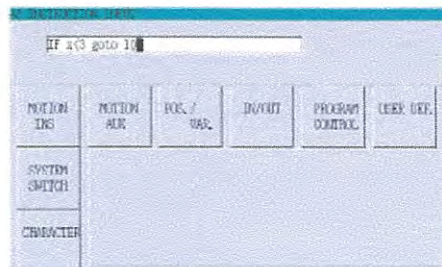 IF x<3 goto 10
MOTION INS
MOTION AUX
POS. / VAR.
IN/OUT
PROGRAM CONTROL
USER DEF.
SYSTEM SWITCH
CHARACTER